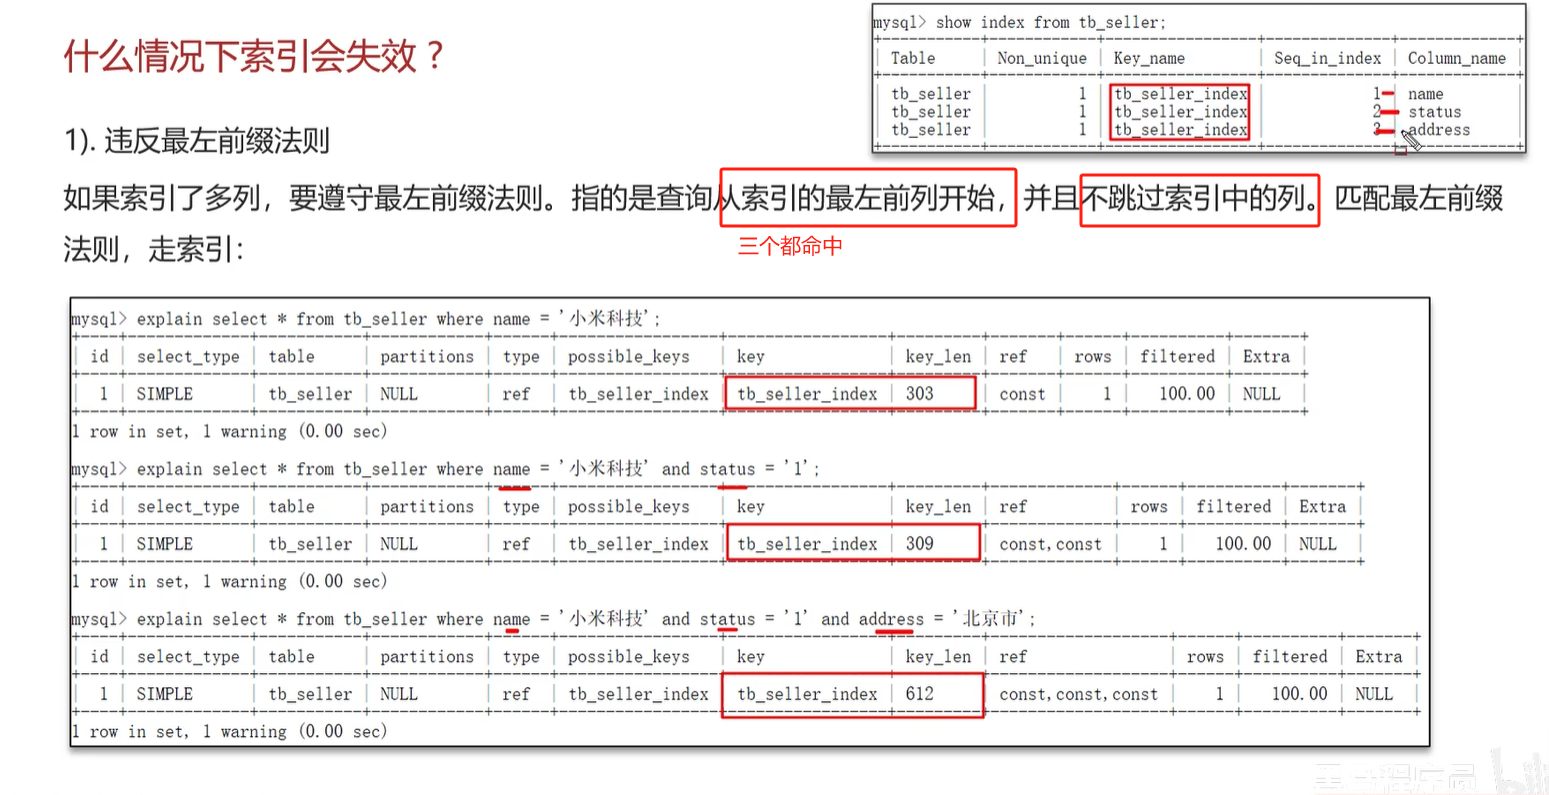 什么情况下索引会失效？
mysql> show index from tb_seller;
Table | Non_unique | Key_name | Seq_in_index | Column_name
tb_seller | 1 | tb_seller_index | 1 | name
tb_seller | 1 | tb_seller_index | 2 | status
tb_seller | 1 | tb_seller_index | 3 | address
1). 违反最左前缀法则
如果索引了多列，要遵守最左前缀法则。指的是查询从索引的最左前列开始，并且不跳过索引中的列。匹配最左前缀
法则，走索引：
三个都命中
mysql> explain select * from tb_seller where name = '小米科技';
| id | select_type | table | partitions | type | possible_keys | key | key_len | ref | rows | filtered | Extra |
| 1 | SIMPLE | tb_seller | NULL | ref | tb_seller_index | tb_seller_index | 303 | const | 1 | 100.00 | NULL |
1 row in set, 1 warning (0.00 sec)
mysql> explain select * from tb_seller where name = '小米科技' and status = '1';
| id | select_type | table | partitions | type | possible_keys | key | key_len | ref | rows | filtered | Extra |
| 1 | SIMPLE | tb_seller | NULL | ref | tb_seller_index | tb_seller_index | 309 | const,const | 1 | 100.00 | NULL |
1 row in set, 1 warning (0.00 sec)
mysql> explain select * from tb_seller where name = '小米科技' and status = '1' and address = '北京市';
| id | select_type | table | partitions | type | possible_keys | key | key_len | ref | rows | filtered | Extra |
| 1 | SIMPLE | tb_seller | NULL | ref | tb_seller_index | tb_seller_index | 612 | const,const,const | 1 | 100.00 | NULL |
1 row in set, 1 warning (0.00 sec)